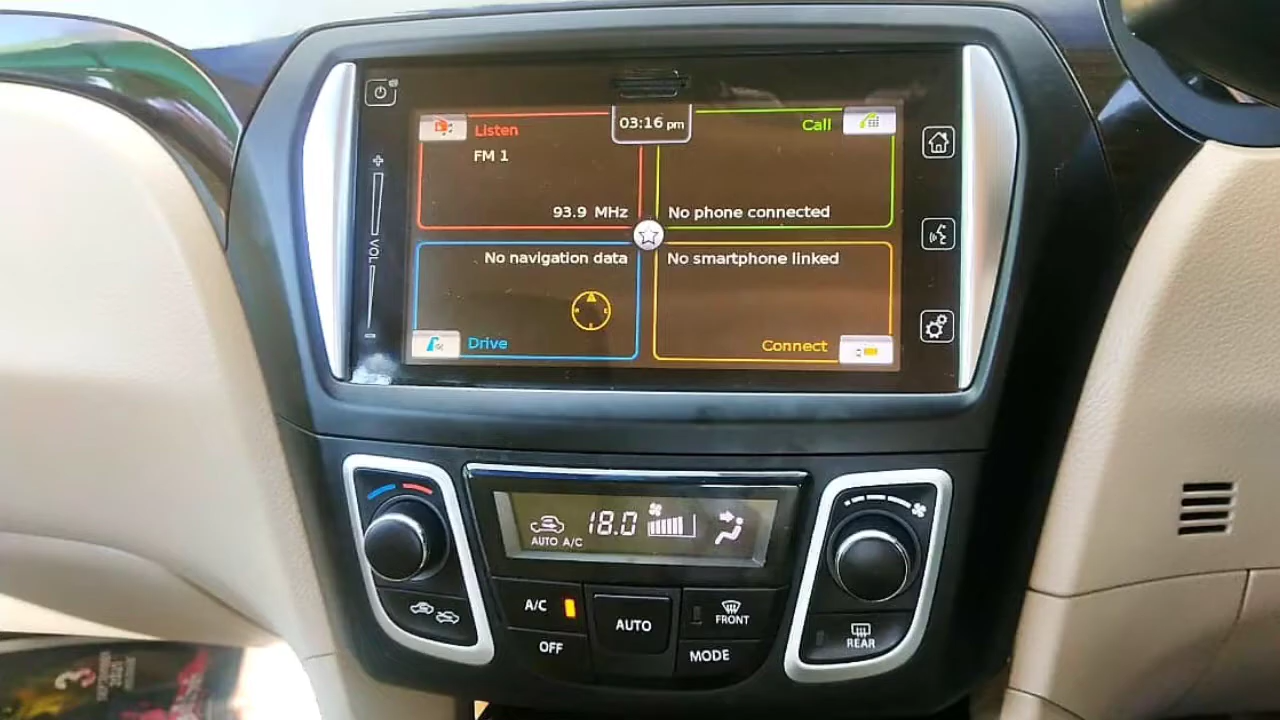 03:16 pm
Listen
Call
FM 1
93.9 MHz
No phone connected
No navigation data
No smartphone linked
Drive
Connect
VOL
18.0
AUTO A/C
A/C
AUTO
FRONT
OFF
MODE
REAR
3